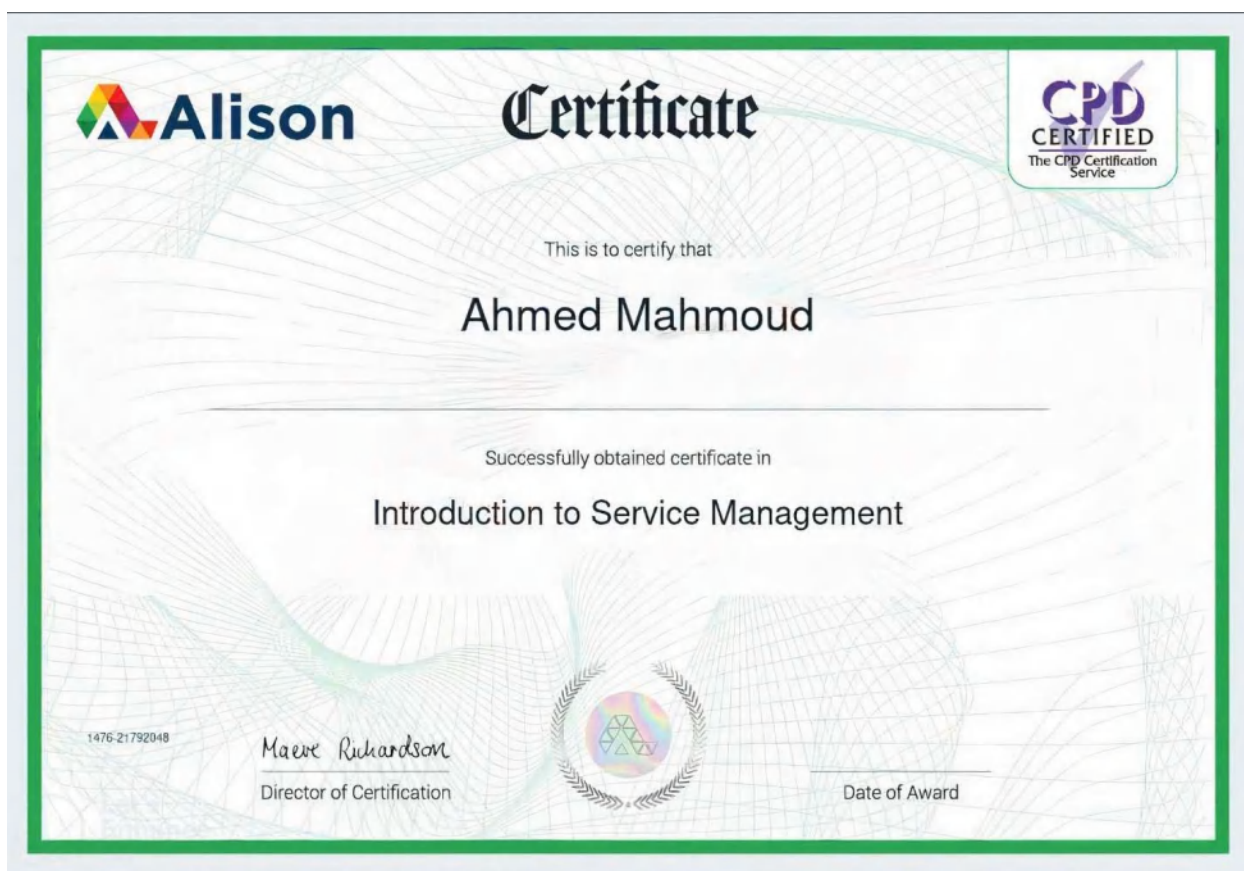 Alison
Certificate
CPD
CERTIFIED
The CPD Certification
Service
This is to certify that
Ahmed Mahmoud
Successfully obtained certificate in
Introduction to Service Management
1476-21792048
Maeve Richardson
Director of Certification
Date of Award